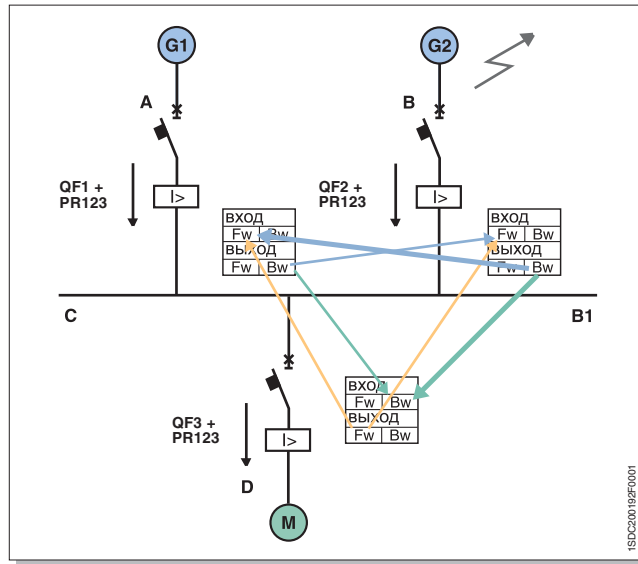 G1
G2
A
B
QF1 +
PR123
I>
QF2 +
PR123
I>
ВХОД
Fw Bw
ВЫХОД
Fw Bw
ВХОД
Fw Bw
ВЫХОД
Fw Bw
C
B1
QF3 +
PR123
I>
ВХОД
Fw Bw
ВЫХОД
Fw Bw
D
M
1SDC200192F0001